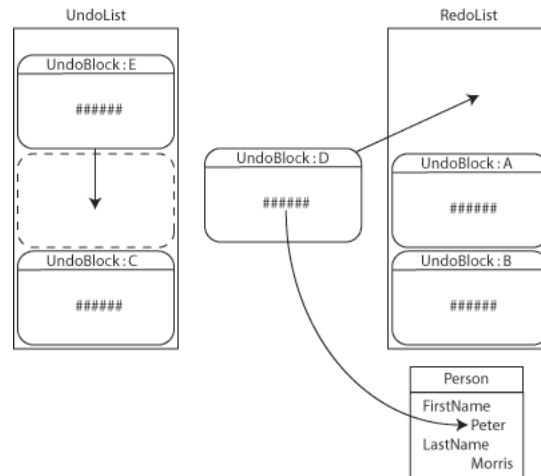 UndoList
UndoBlock:E
######
UndoBlock:C
######
UndoBlock:D
######
RedoList
UndoBlock:A
######
UndoBlock:B
######
Person
FirstName
Peter
LastName
Morris